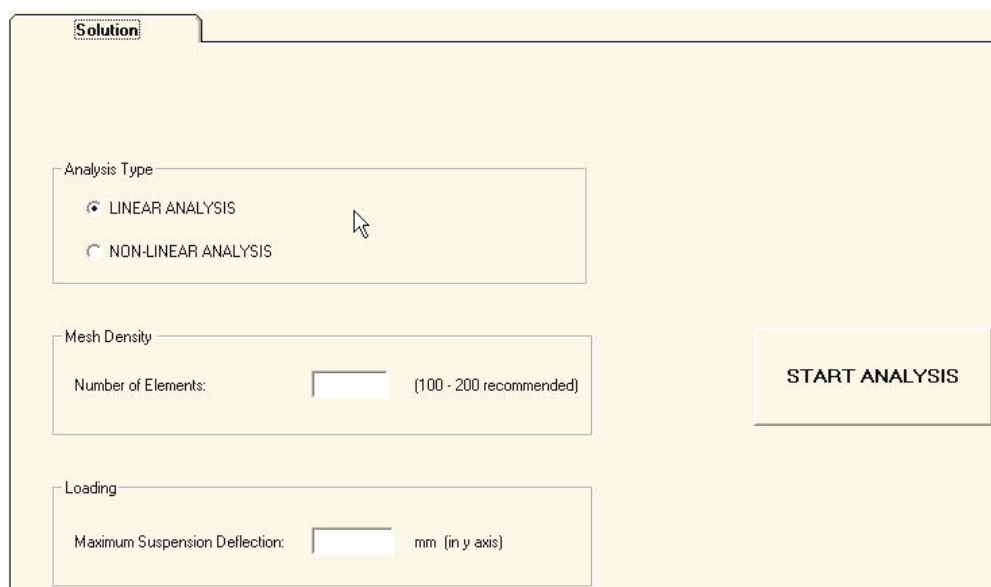 Solution
Analysis Type
LINEAR ANALYSIS
NON-LINEAR ANALYSIS
Mesh Density
Number of Elements: (100 - 200 recommended)
START ANALYSIS
Loading
Maximum Suspension Deflection: mm (in y axis)